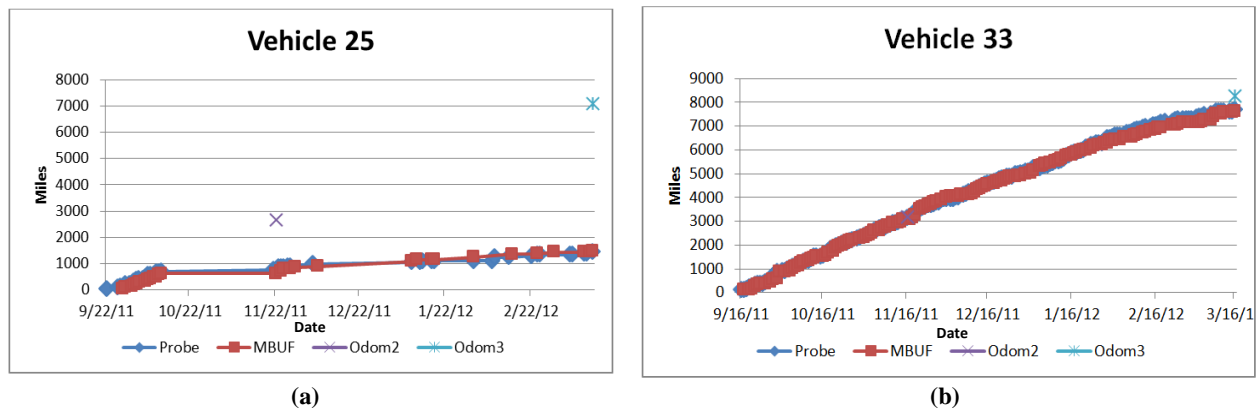 Vehicle 25
8000
7000
6000
5000
4000
3000
2000
1000
0
Miles
9/22/11 10/22/11 11/22/11 12/22/11 1/22/12 2/22/12
Date
Probe MBUF Odom2 Odom3
(a)
Vehicle 33
9000
8000
7000
6000
5000
4000
3000
2000
1000
0
Miles
9/16/11 10/16/11 11/16/11 12/16/11 1/16/12 2/16/12 3/16/1
Date
Probe MBUF Odom2 Odom3
(b)